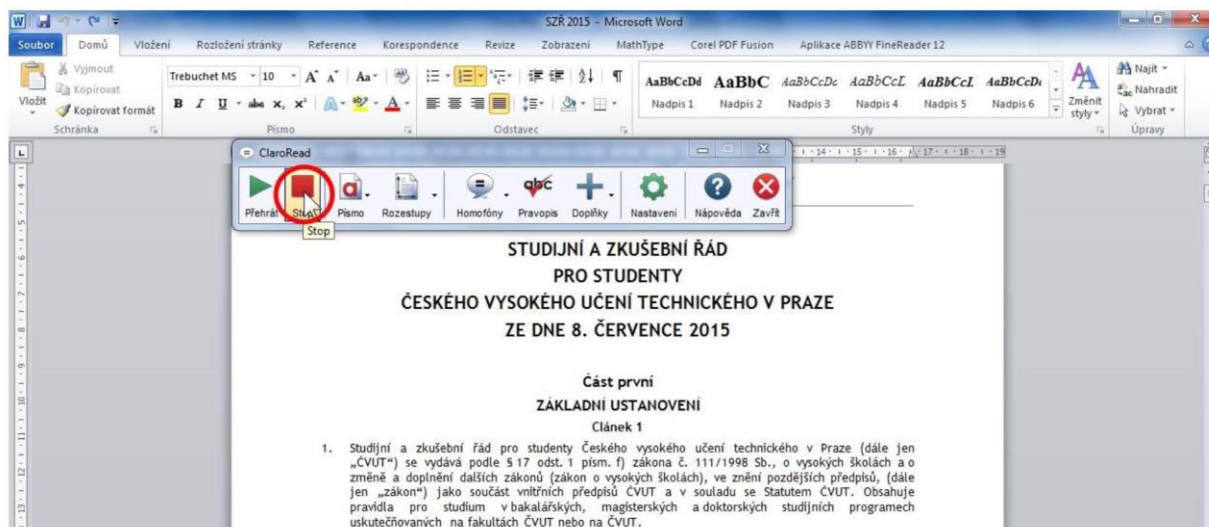 SZŘ 2015 - Microsoft Word
Soubor Domů Vložení Rozložení stránky Reference Korespondence Revize Zobrazení MathType Corel PDF Fusion Aplikace ABBYY FineReader 12
Vložit
Vyjmout
Kopírovat
Kopírovat formát
Schránka
Trebuchet MS 10
Písmo
Odstavec
AaBbCcDd AaBbC AaBbCcDc AaBbCcL AaBbCcL AaBbCcDc
Nadpis 1 Nadpis 2 Nadpis 3 Nadpis 4 Nadpis 5 Nadpis 6
Změnit styly
Styly
Najít
Nahradit
Vybrat
Úpravy
ClaroRead
14 15 16 17 18 19
Přehrát Stop Písmo Rozestupy Homofóny Pravopis Doplňky Nastavení Nápověda Zavřít
Stop
STUDIJNÍ A ZKUŠEBNÍ ŘÁD
PRO STUDENTY
ČESKÉHO VYSOKÉHO UČENÍ TECHNICKÉHO V PRAZE
ZE DNE 8. ČERVENCE 2015
Část první
ZÁKLADNÍ USTANOVENÍ
Článek 1
1. Studijní a zkušební řád pro studenty Českého vysokého učení technického v Praze (dále jen
„ČVUT“) se vydává podle § 17 odst. 1 písm. f) zákona č. 111/1998 Sb., o vysokých školách a o
změně a doplnění dalších zákonů (zákon o vysokých školách), ve znění pozdějších předpisů, (dále
jen „zákon“) jako součást vnitřních předpisů ČVUT a v souladu se Statutem ČVUT. Obsahuje
pravidla pro studium v bakalářských, magisterských a doktorských studijních programech
uskutečňovaných na fakultách ČVUT nebo na ČVUT.